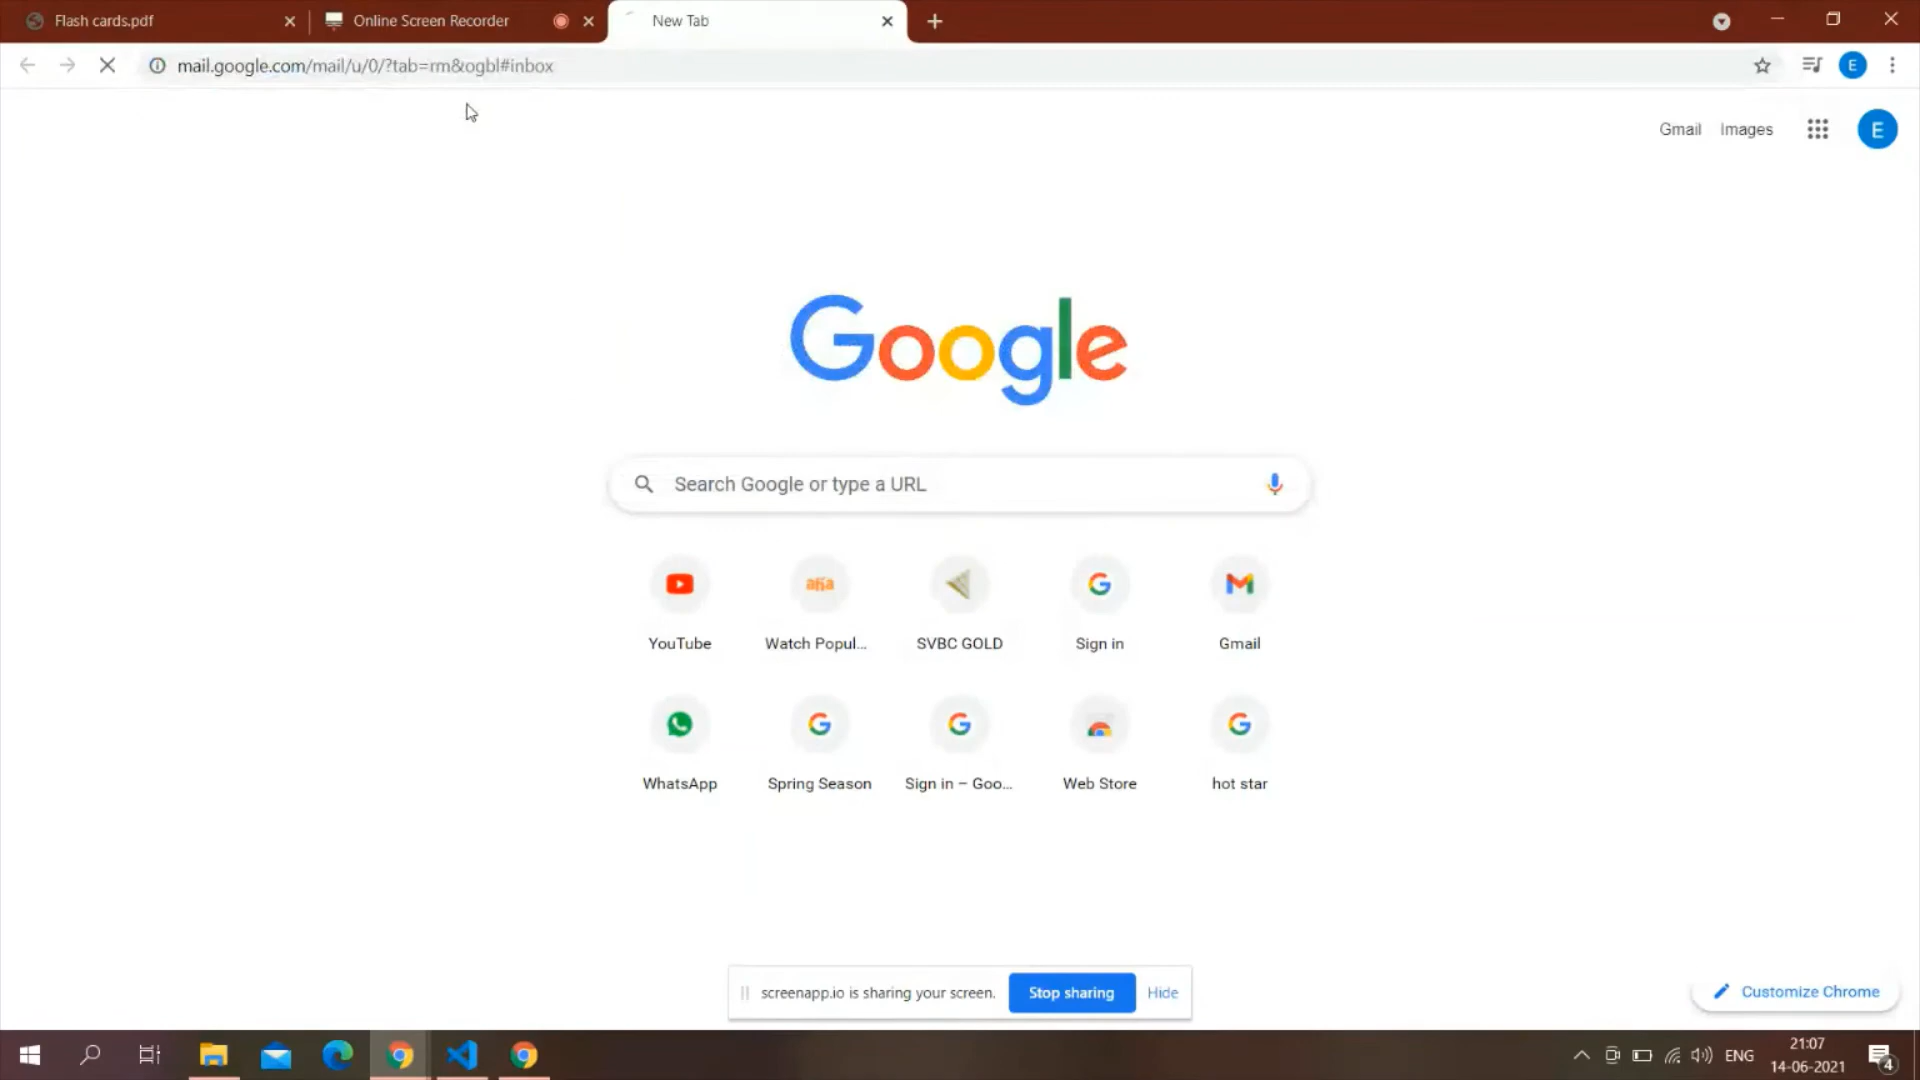 Flash cards.pdf
Online Screen Recorder
New Tab
mail.google.com/mail/u/0/?tab=rm&ogbl#inbox
E
Gmail
Images
E
Google
Search Google or type a URL
YouTube
aha
Watch Popul...
SVBC GOLD
Sign in
Gmail
WhatsApp
Spring Season
Sign in – Goo...
Web Store
hot star
screenapp.io is sharing your screen.
Stop sharing
Hide
Customize Chrome
ENG
21:07
14-06-2021
4